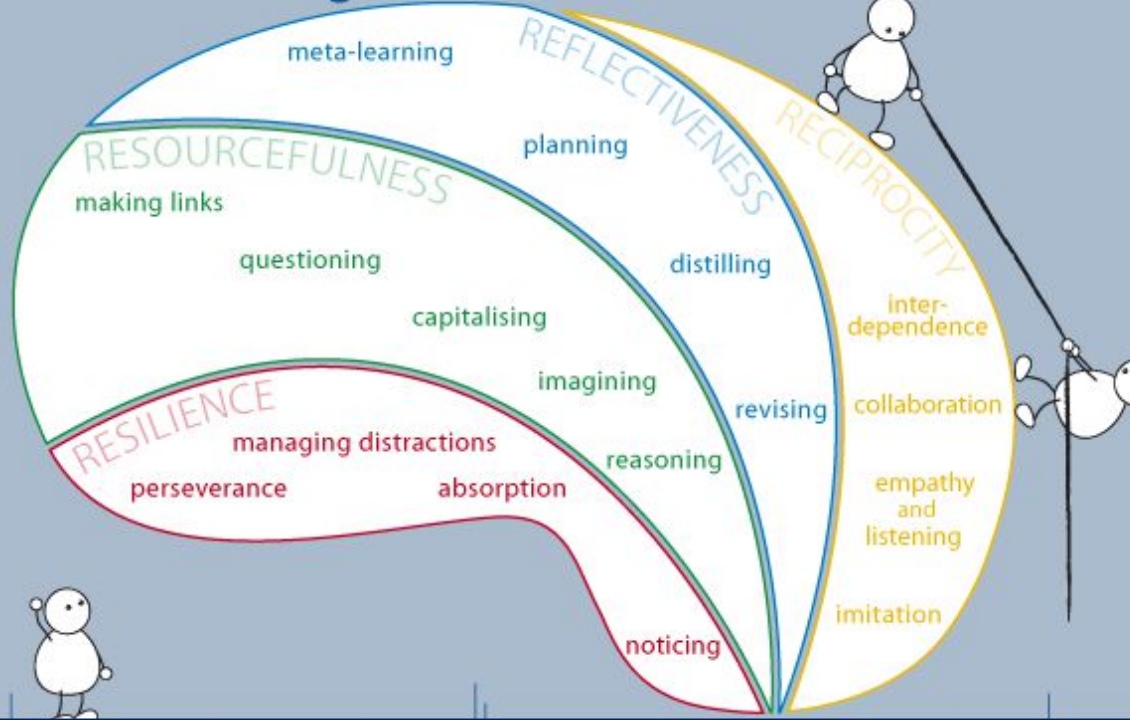 meta-learning
REFLECTIVENESS
planning
distilling
revising
RESOURCEFULNESS
making links
questioning
capitalising
imagining
reasoning
RESILIENCE
managing distractions
perseverance
absorption
noticing
RECIPROCITY
inter-
dependence
collaboration
empathy
and
listening
imitation